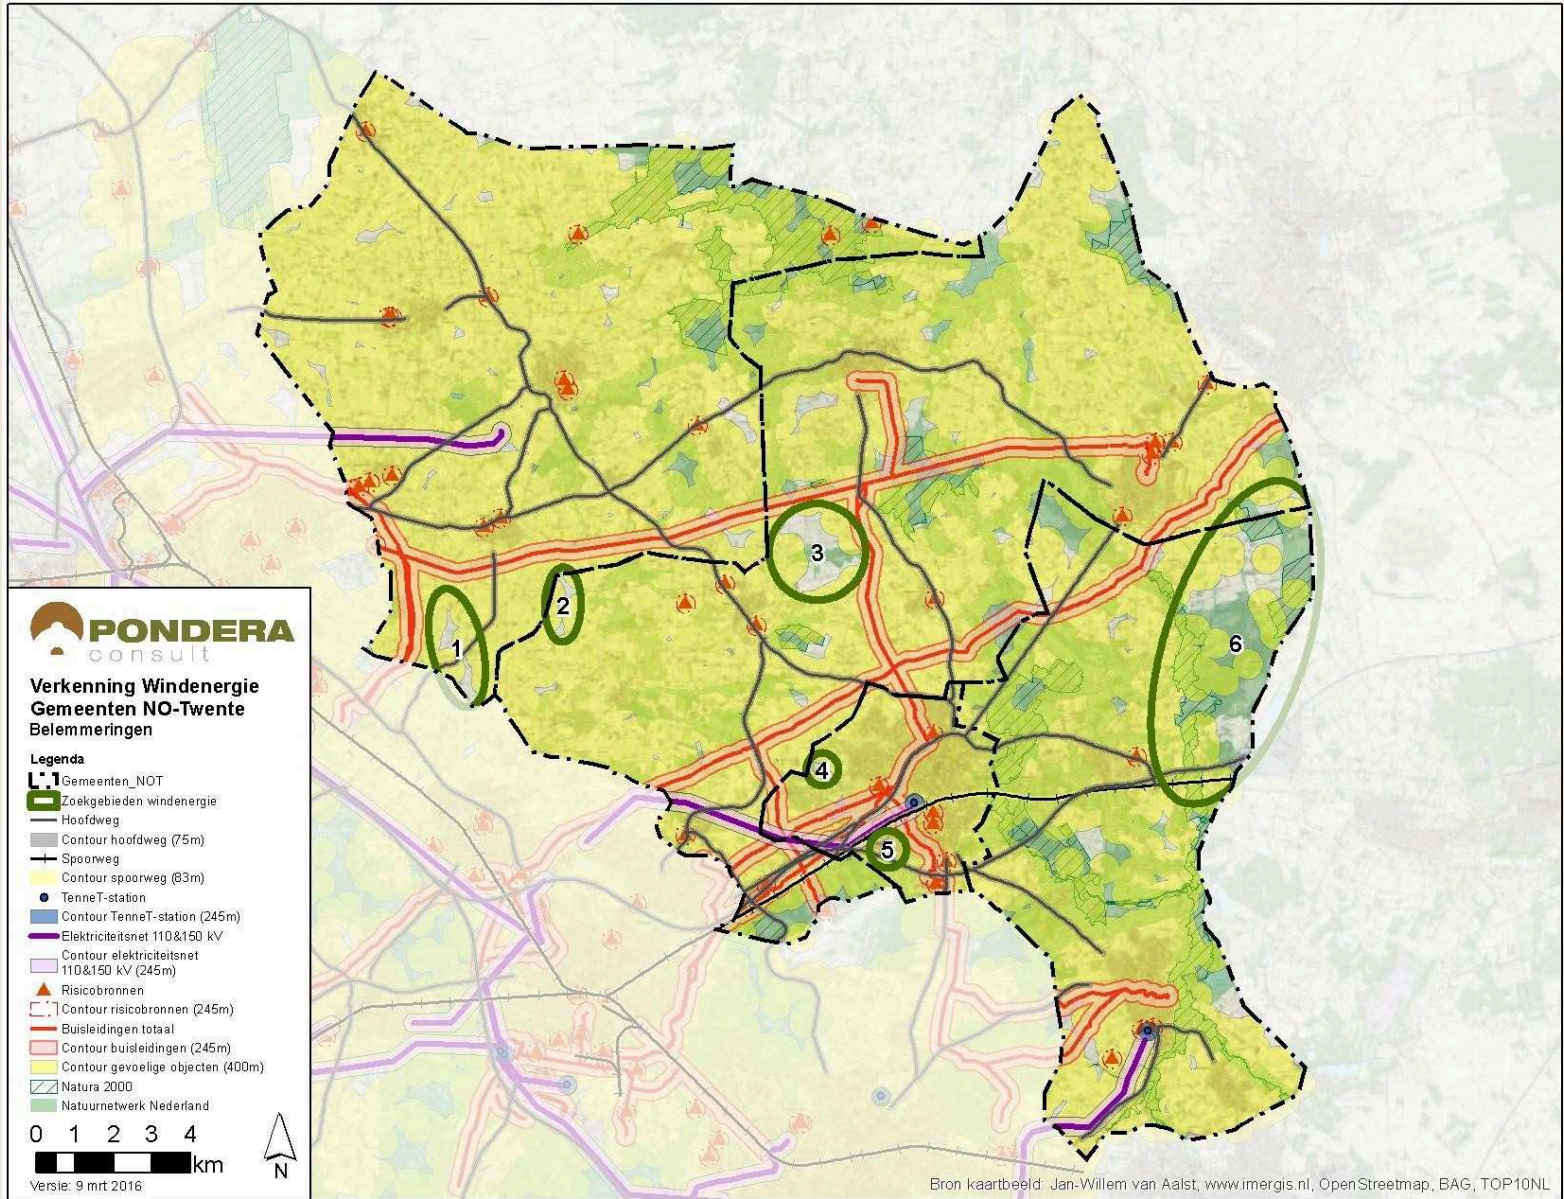 1
2
3
4
5
6
PONDERA
consult
Verkenning Windenergie
Gemeenten NO-Twente
Belemmeringen
Legenda
Gemeenten_NOT
Zoekgebieden windenergie
Hoofdweg
Contour hoofdweg (75m)
Spoorweg
Contour spoorweg (83m)
TenneT-station
Contour TenneT-station (245m)
Elektriciteitsnet 110&150 kV
Contour elektriciteitsnet
110&150 kV (245m)
Risicobronnen
Contour risicobronnen (245m)
Buisleidingen totaal
Contour buisleidingen (245m)
Contour gevoelige objecten (400m)
Natura 2000
Natuurnetwerk Nederland
0 1 2 3 4
km
N
Versie: 9 mrt 2016
Bron kaartbeeld: Jan-Willem van Aalst, www.imergis.nl, OpenStreetmap, BAG, TOP10NL